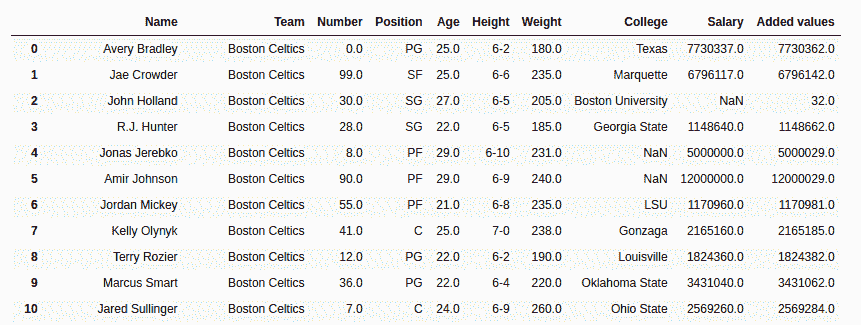 Name Team Number Position Age Height Weight College Salary Added values
0 Avery Bradley Boston Celtics 0.0 PG 25.0 6-2 180.0 Texas 7730337.0 7730362.0
1 Jae Crowder Boston Celtics 99.0 SF 25.0 6-6 235.0 Marquette 6796117.0 6796142.0
2 John Holland Boston Celtics 30.0 SG 27.0 6-5 205.0 Boston University NaN 32.0
3 R.J. Hunter Boston Celtics 28.0 SG 22.0 6-5 185.0 Georgia State 1148640.0 1148662.0
4 Jonas Jerebko Boston Celtics 8.0 PF 29.0 6-10 231.0 NaN 5000000.0 5000029.0
5 Amir Johnson Boston Celtics 90.0 PF 29.0 6-9 240.0 NaN 12000000.0 12000029.0
6 Jordan Mickey Boston Celtics 55.0 PF 21.0 6-8 235.0 LSU 1170960.0 1170981.0
7 Kelly Olynyk Boston Celtics 41.0 C 25.0 7-0 238.0 Gonzaga 2165160.0 2165185.0
8 Terry Rozier Boston Celtics 12.0 PG 22.0 6-2 190.0 Louisville 1824360.0 1824382.0
9 Marcus Smart Boston Celtics 36.0 PG 22.0 6-4 220.0 Oklahoma State 3431040.0 3431062.0
10 Jared Sullinger Boston Celtics 7.0 C 24.0 6-9 260.0 Ohio State 2569260.0 2569284.0